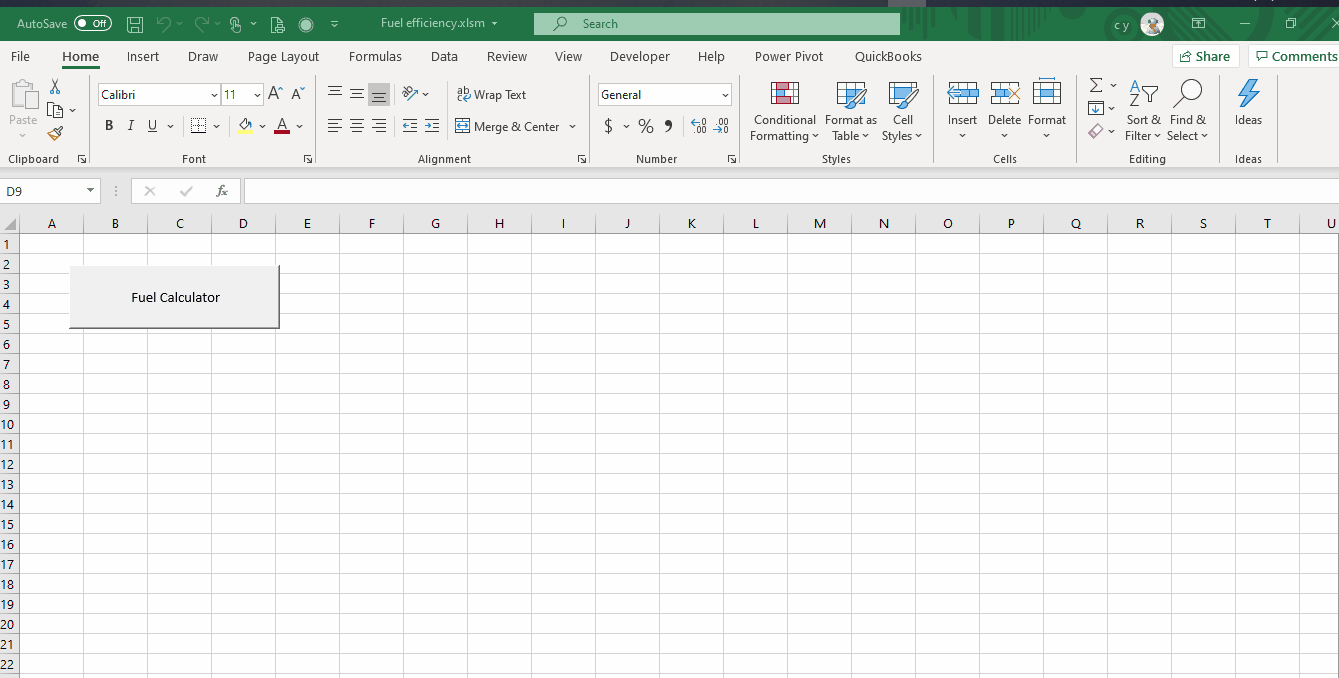 AutoSave Off Fuel efficiency.xlsm Search c y
File Home Insert Draw Page Layout Formulas Data Review View Developer Help Power Pivot QuickBooks Share Comments
Paste Calibri 11 A A ab Wrap Text General Conditional Formatting Format as Table Cell Styles Insert Delete Format Sort & Filter Find & Select Ideas
B I U A Merge & Center $ % 9 .00 .00
Clipboard Font Alignment Number Styles Cells Editing Ideas
D9 fx
A B C D E F G H I J K L M N O P Q R S T U
1
2
3
Fuel Calculator
4
5
6
7
8
9
10
11
12
13
14
15
16
17
18
19
20
21
22